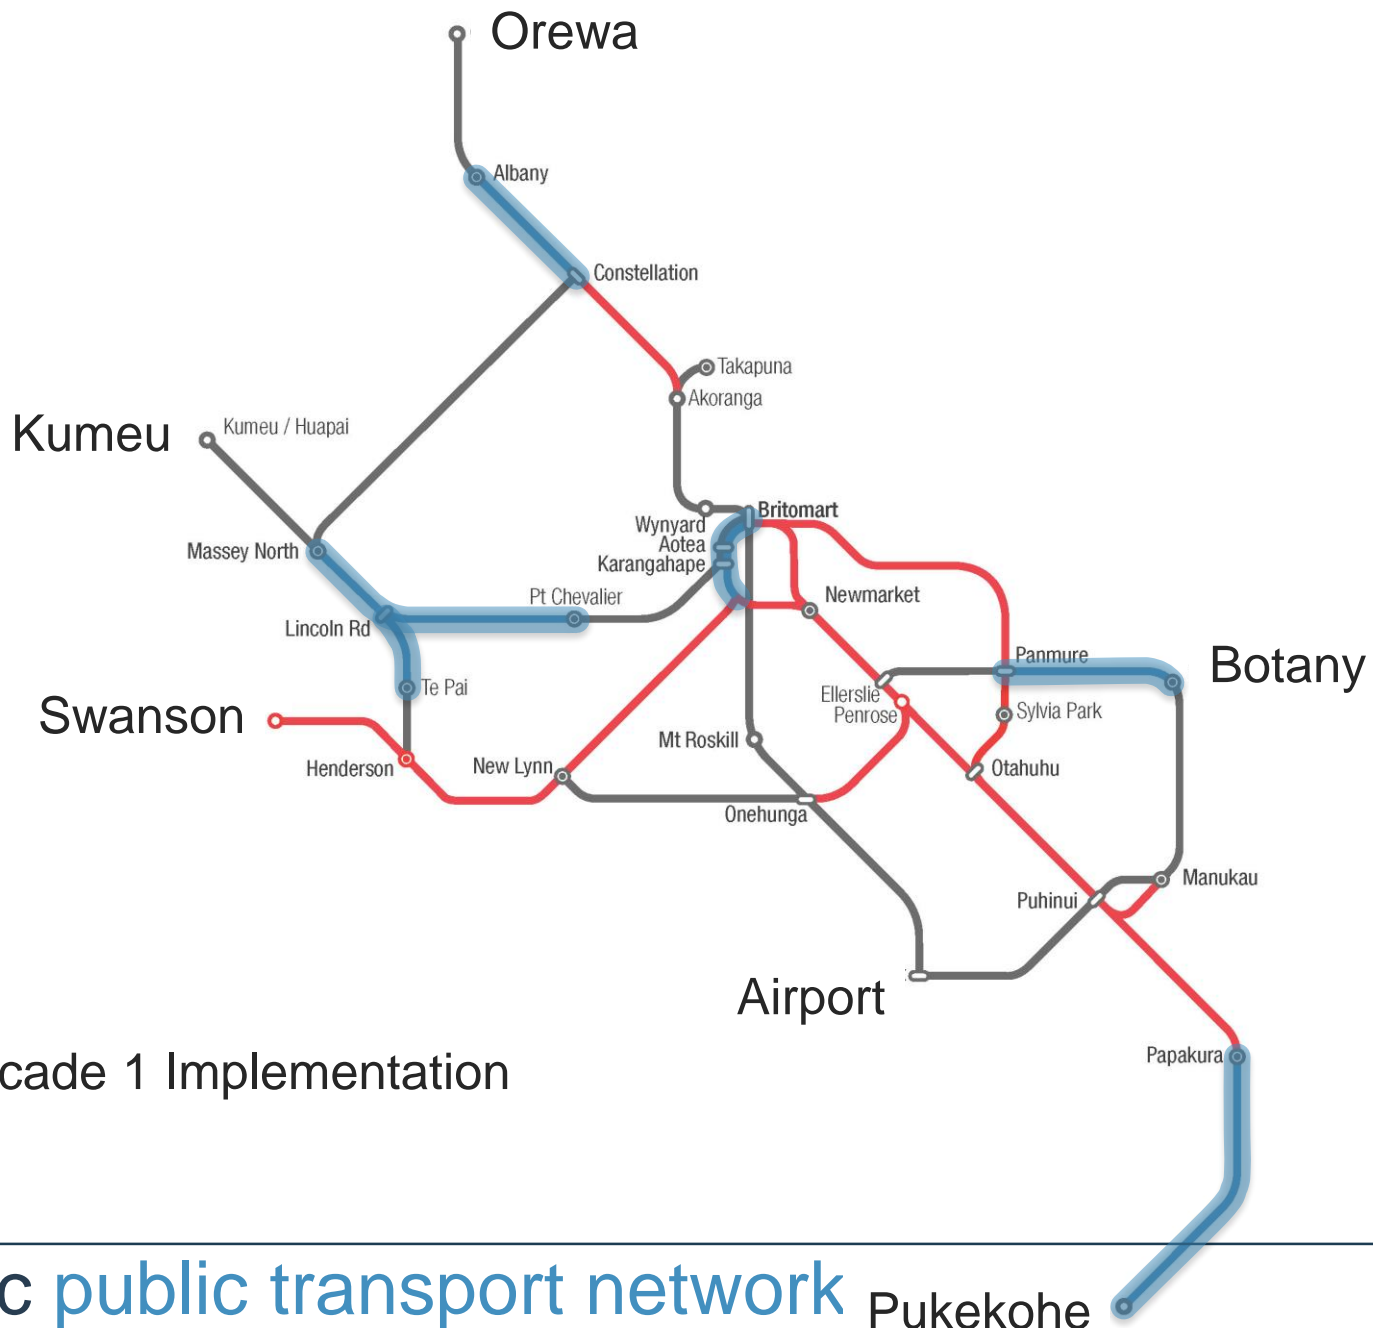 Orewa
Albany
Constellation
Takapuna
Akoranga
Kumeu
Kumeu / Huapai
Britomart
Wynyard
Aotea
Karangahape
Massey North
Pt Chevalier
Newmarket
Lincoln Rd
Panmure
Botany
Te Pai
Ellerslie
Penrose
Sylvia Park
Swanson
Mt Roskill
Henderson
New Lynn
Otahuhu
Onehunga
Manukau
Puhinui
Airport
Papakura
cade 1 Implementation
c public transport network
Pukekohe